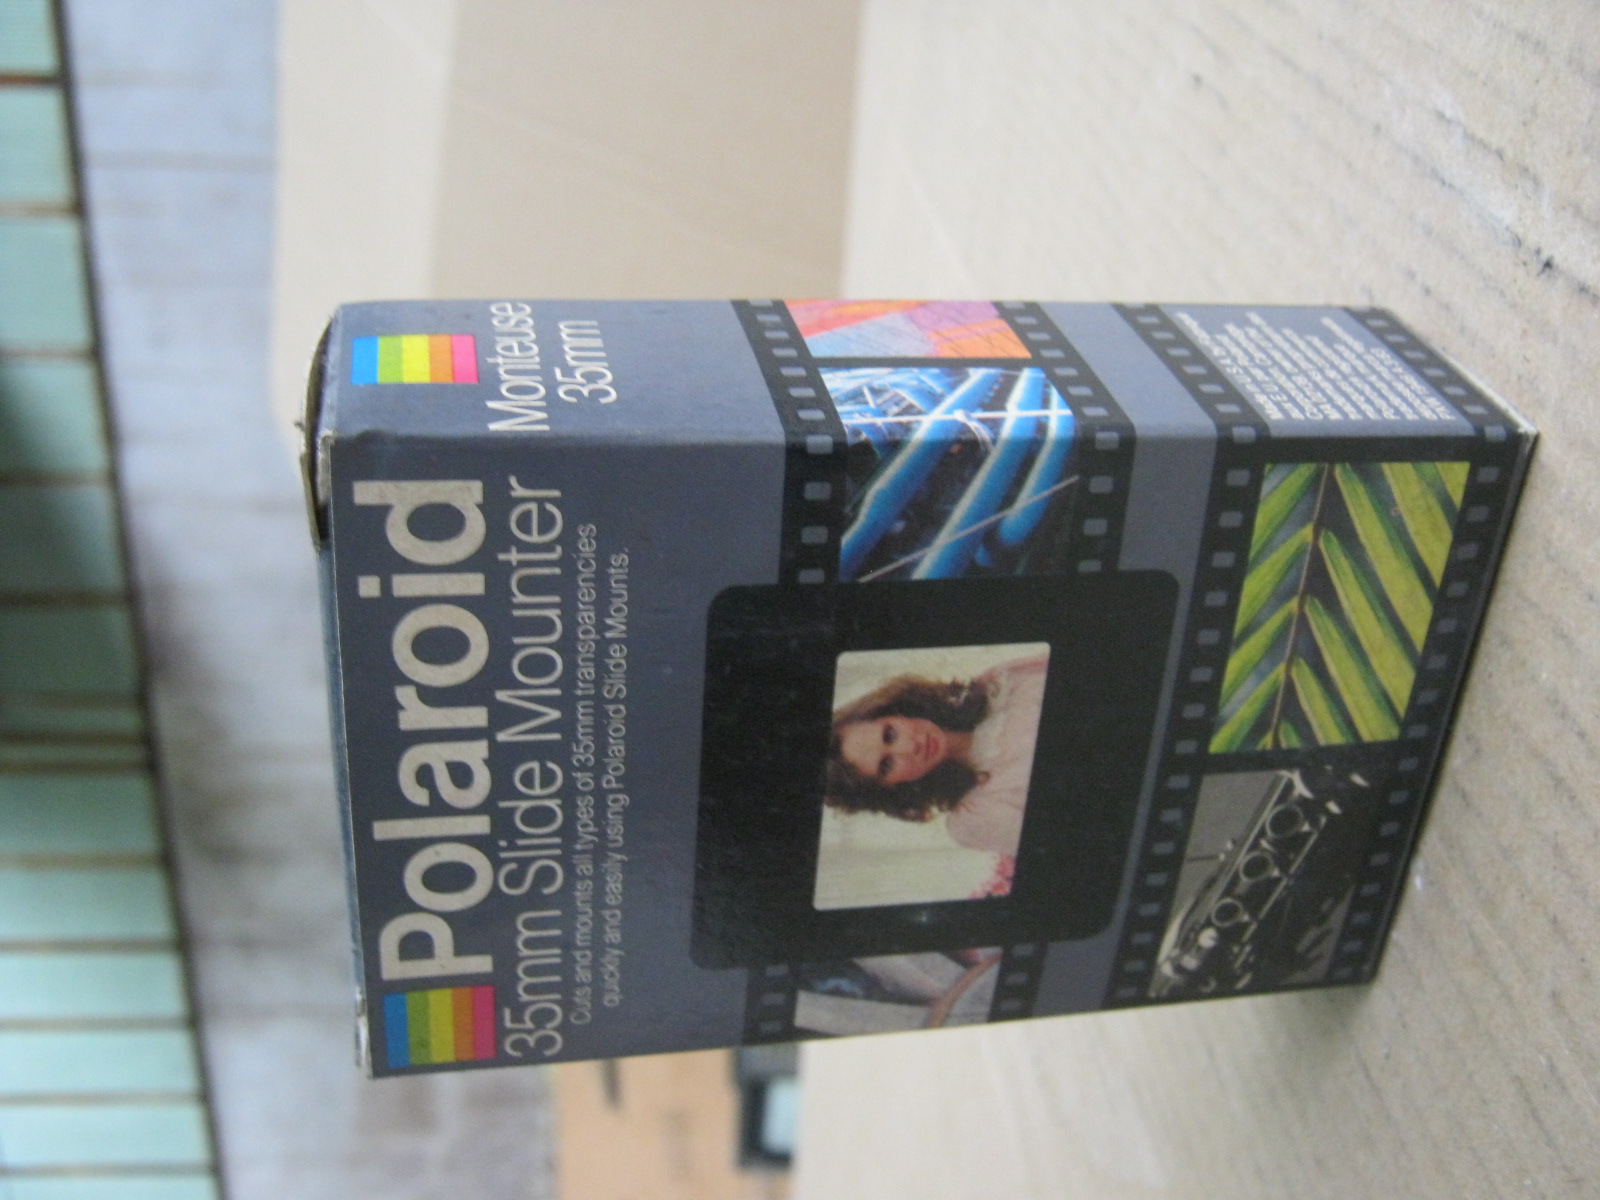 Polaroid
35mm Slide Mounter
Cuts and mounts all types of 35mm transparencies
quickly and easily using Polaroid Slide Mounts.
Monteuse
35mm